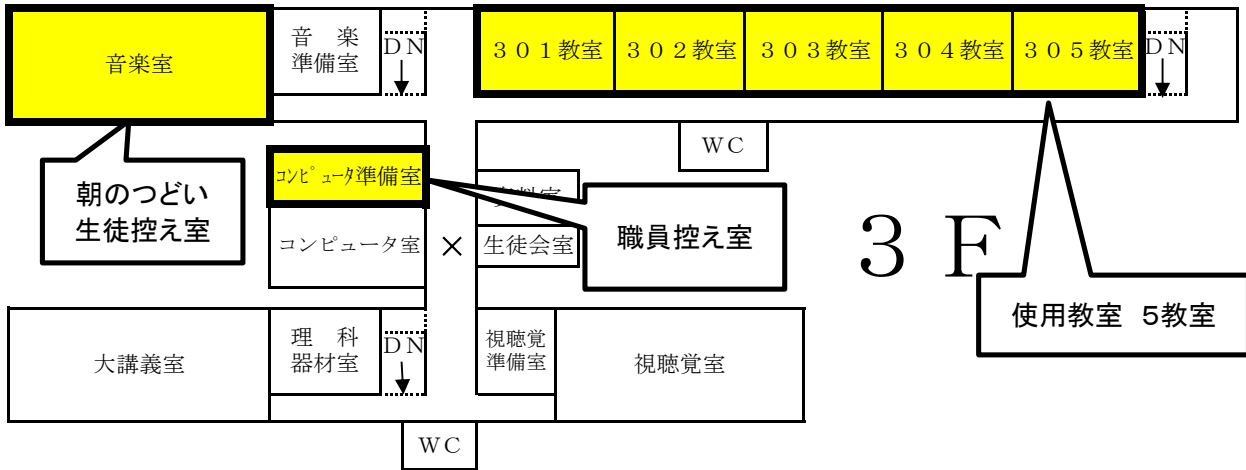 音楽室
音　楽
準備室
ＤＮ
３０１教室
３０２教室
３０３教室
３０４教室
３０５教室
ＤＮ
ＷＣ
朝のつどい
生徒控え室
ｺﾝﾋﾟｭｰﾀ準備室
職員控え室
コンピュータ室
×
生徒会室
３Ｆ
使用教室　５教室
大講義室
理　科
器材室
ＤＮ
視聴覚
準備室
視聴覚室
ＷＣ